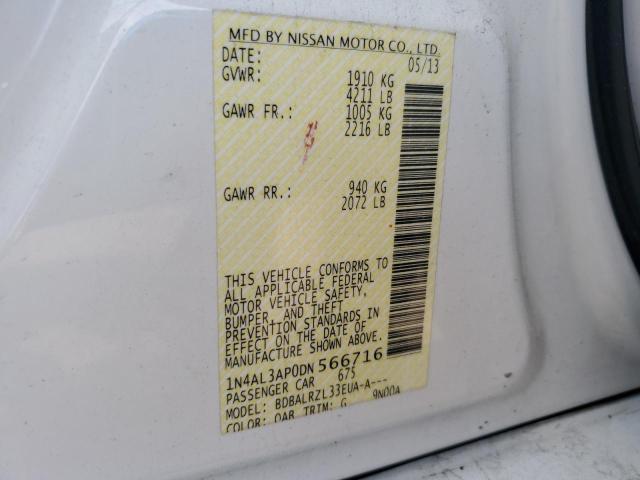 MFD BY NISSAN MOTOR CO., LTD.
DATE: 05/13
GVWR: 1910 KG
4211 LB
GAWR FR.: 1005 KG
2216 LB
GAWR RR.: 940 KG
2072 LB
THIS VEHICLE CONFORMS TO
ALL APPLICABLE FEDERAL
MOTOR VEHICLE SAFETY,
BUMPER, AND THEFT
PREVENTION STANDARDS IN
EFFECT ON THE DATE OF
MANUFACTURE SHOWN ABOVE.
1N4AL3AP0DN566716
PASSENGER CAR 675
MODEL: BDBALRZL33EUA-A---
COLOR: QAB TRIM: G 9N00A